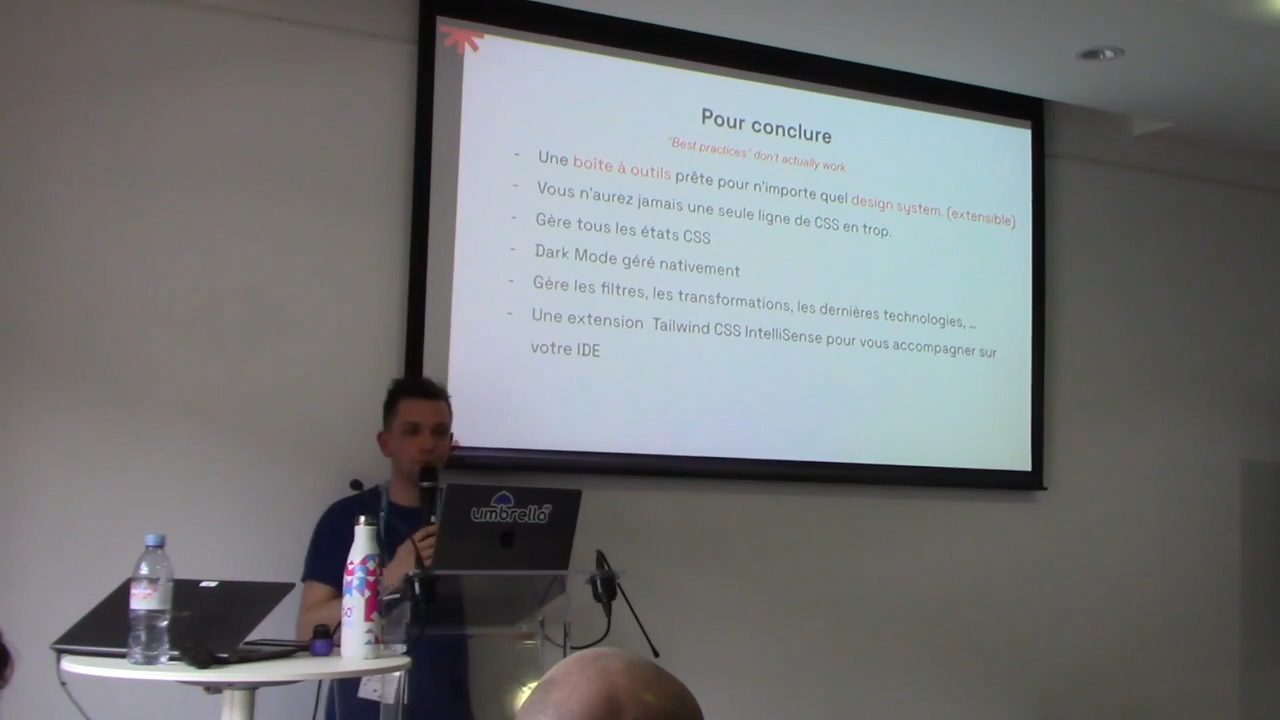 Pour conclure
"Best practices" don't actually work.
- Une boîte à outils prête pour n'importe quel design system. (extensible)
- Vous n'aurez jamais une seule ligne de CSS en trop.
- Gère tous les états CSS
- Dark Mode géré nativement
- Gère les filtres, les transformations, les dernières technologies, ...
- Une extension Tailwind CSS IntelliSense pour vous accompagner sur
votre IDE
umbrella